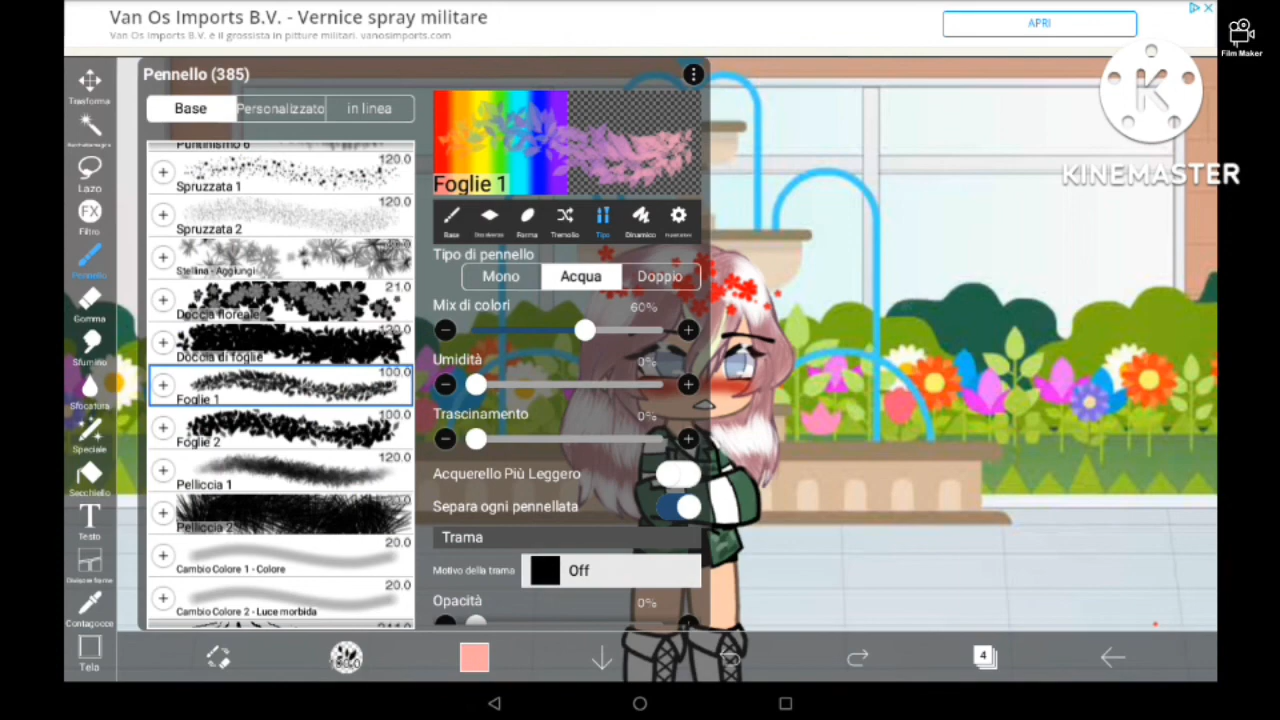 Van Os Imports B.V. - Vernice spray militare
Van Os Imports B.V. è il grossista in pitture militari. vanosimports.com
APRI
Film Maker
K
KINEMASTER
Pennello (385)
Base
Personalizzato
in linea
Puntinismo 6
120.0
Spruzzata 1
120.0
Spruzzata 2
Stellina - Aggiungi
21.0
Doccia floreale
Doccia di foglie
100.0
Foglie 1
100.0
Foglie 2
120.0
Pelliccia 1
Pelliccia 2
20.0
Cambio Colore 1 - Colore
20.0
Cambio Colore 2 - Luce morbida
Foglie 1
Base
Forma
Tremolio
Tipo
Dinamico
Tipo di pennello
Mono
Acqua
Doppio
Mix di colori
60%
Umidità
0%
Trascinamento
0%
Acquerello Più Leggero
Separa ogni pennellata
Trama
Motivo della trama
Off
Opacità
0%
Trasforma
Lazo
FX
Filtro
Pennello
Gomma
Sfumino
Sfocatura
Speciale
Secchiello
T
Testo
Contagocce
Tela
4